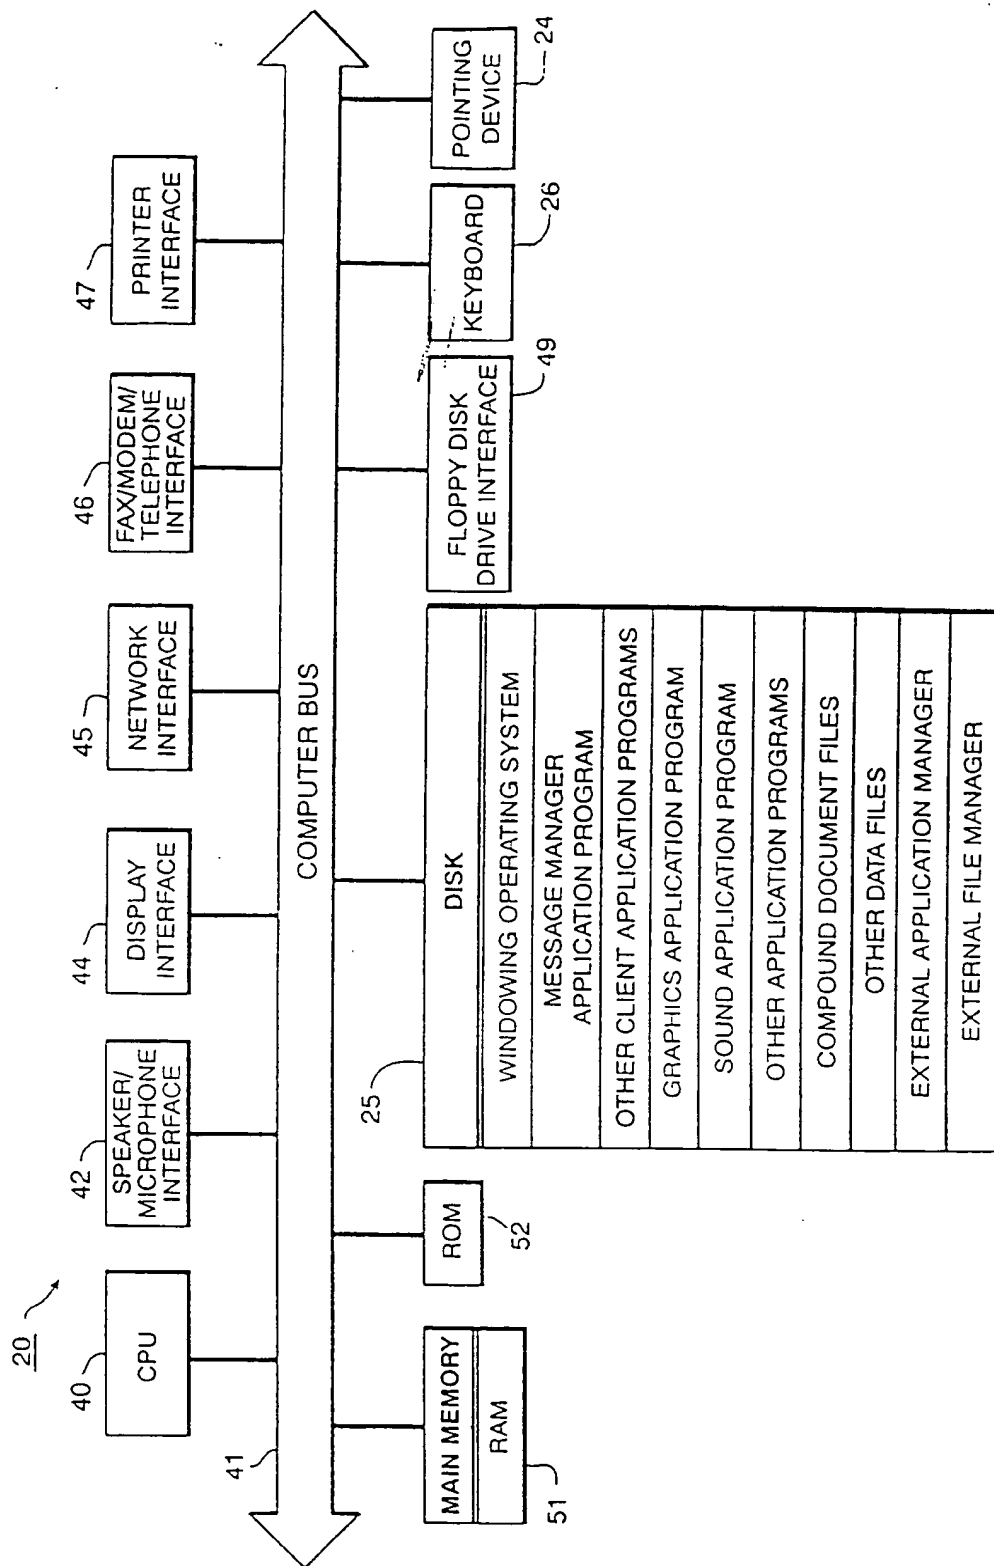 20
40
CPU
42
SPEAKER/
MICROPHONE
INTERFACE
44
DISPLAY
INTERFACE
45
NETWORK
INTERFACE
46
FAX/MODEM/
TELEPHONE
INTERFACE
47
PRINTER
INTERFACE
41
COMPUTER BUS
MAIN MEMORY
RAM
51
ROM
52
25
DISK
WINDOWING OPERATING SYSTEM
MESSAGE MANAGER
APPLICATION PROGRAM
OTHER CLIENT APPLICATION PROGRAMS
GRAPHICS APPLICATION PROGRAM
SOUND APPLICATION PROGRAM
OTHER APPLICATION PROGRAMS
COMPOUND DOCUMENT FILES
OTHER DATA FILES
EXTERNAL APPLICATION MANAGER
EXTERNAL FILE MANAGER
FLOPPY DISK
DRIVE INTERFACE
49
KEYBOARD
26
POINTING
DEVICE
24